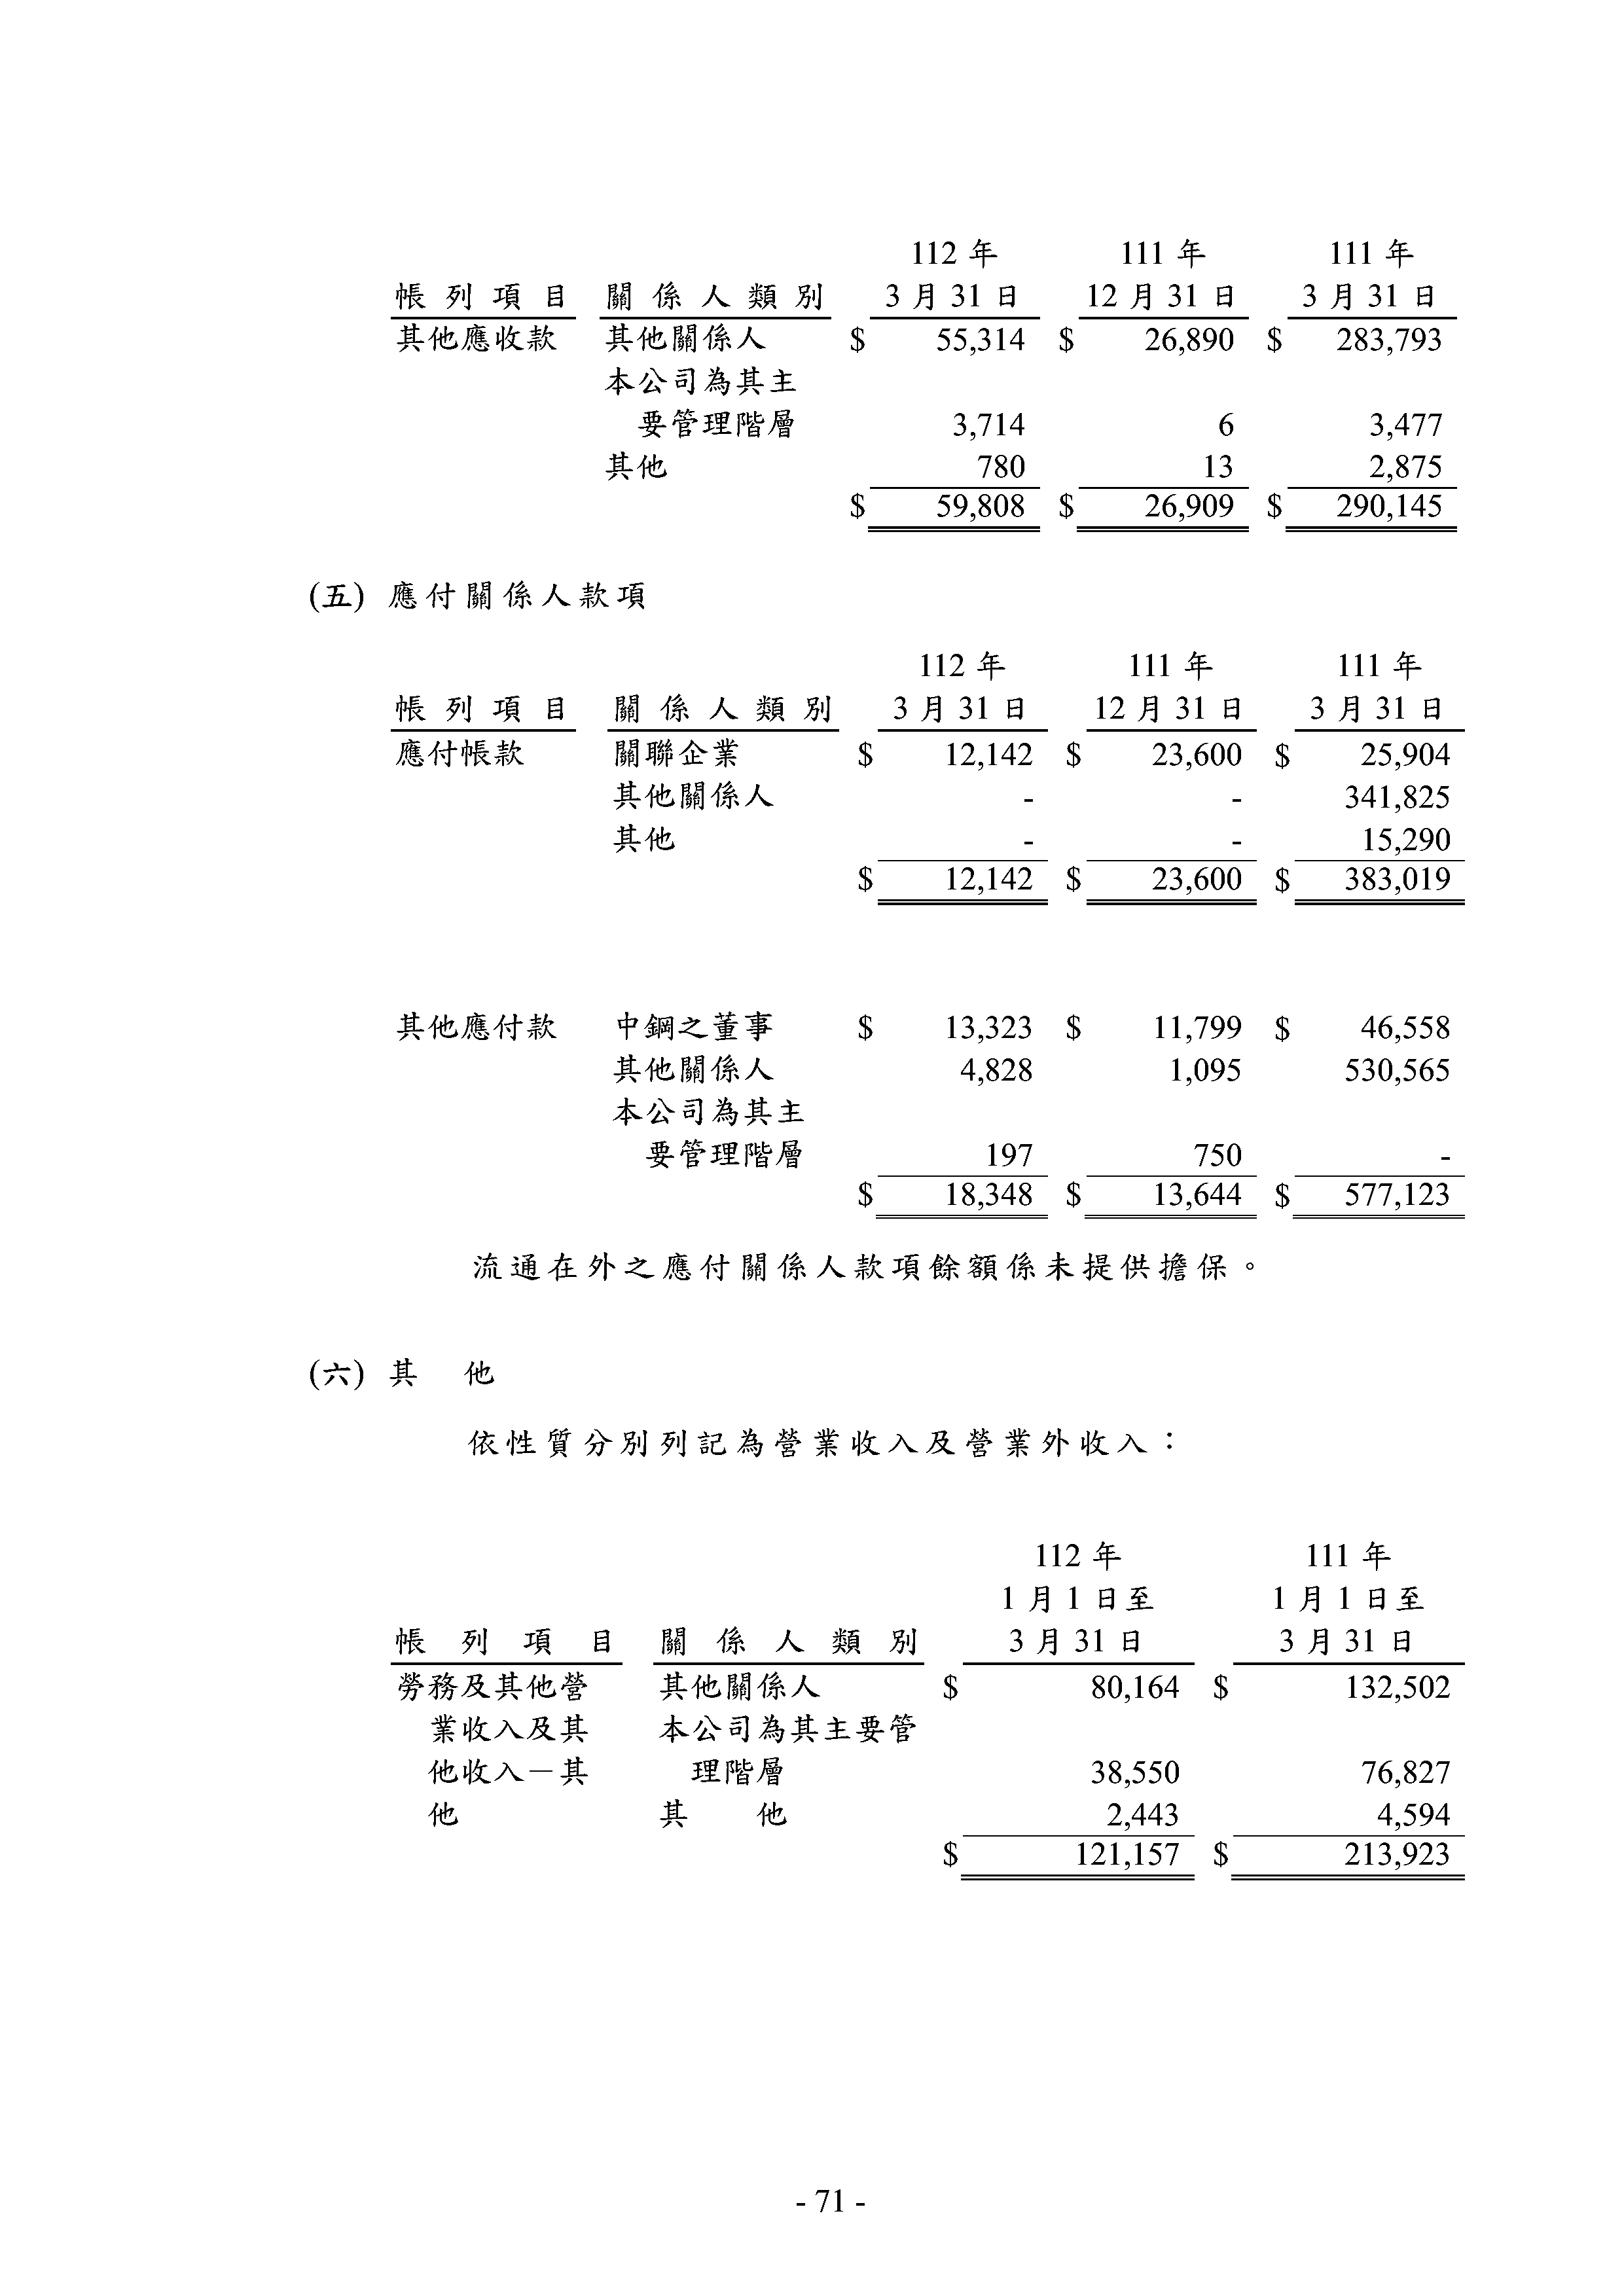 112 年 111 年 111 年
帳列項目 關係人類別 3 月 31 日 12 月 31 日 3 月 31 日
其他應收款 其他關係人 $ 55,314 $ 26,890 $ 283,793
本公司為其主
要管理階層 3,714 6 3,477
其他 780 13 2,875
$ 59,808 $ 26,909 $ 290,145
(五) 應付關係人款項
112 年 111 年 111 年
帳列項目 關係人類別 3 月 31 日 12 月 31 日 3 月 31 日
應付帳款 關聯企業 $ 12,142 $ 23,600 $ 25,904
其他關係人 - - 341,825
其他 - - 15,290
$ 12,142 $ 23,600 $ 383,019
其他應付款 中鋼之董事 $ 13,323 $ 11,799 $ 46,558
其他關係人 4,828 1,095 530,565
本公司為其主
要管理階層 197 750 -
$ 18,348 $ 13,644 $ 577,123
流通在外之應付關係人款項餘額係未提供擔保。
(六) 其 他
依性質分別列記為營業收入及營業外收入：
112 年 111 年
1 月 1 日至 1 月 1 日至
帳列項目 關係人類別 3 月 31 日 3 月 31 日
勞務及其他營 其他關係人 $ 80,164 $ 132,502
業收入及其 本公司為其主要管
他收入－其 理階層 38,550 76,827
他 其 他 2,443 4,594
$ 121,157 $ 213,923
- 71 -